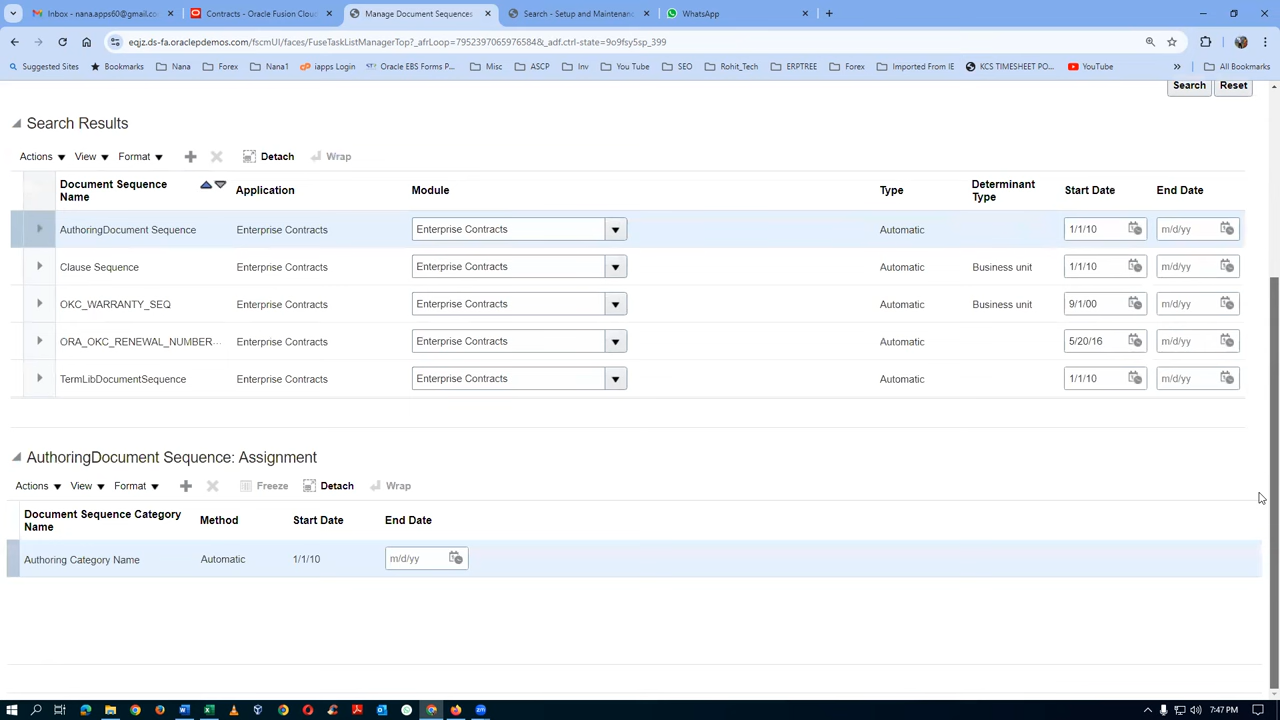 Inbox - nana.apps60@gmail.co
Contracts - Oracle Fusion Cloud
Manage Document Sequences
Search - Setup and Maintenance
WhatsApp
eqjz.ds-fa.oraclepdemos.com/fscmUI/faces/FuseTaskListManagerTop?_afrLoop=79523970659765​84&_adf.ctrl-state=9o9fsy5sp_399
Suggested Sites Bookmarks Nana Forex Nana1 iapps Login Oracle EBS Forms P... Misc ASCP Inv You Tube SEO Rohit_Tech ERPTREE Forex Imported From IE KCS TIMESHEET PO... YouTube » All Bookmarks
Search Reset
Search Results
Actions View Format Detach Wrap
Document Sequence Name Application Module Type Determinant Type Start Date End Date
AuthoringDocument Sequence Enterprise Contracts Enterprise Contracts Automatic 1/1/10 m/d/yy
Clause Sequence Enterprise Contracts Enterprise Contracts Automatic Business unit 1/1/10 m/d/yy
OKC_WARRANTY_SEQ Enterprise Contracts Enterprise Contracts Automatic Business unit 9/1/00 m/d/yy
ORA_OKC_RENEWAL_NUMBER... Enterprise Contracts Enterprise Contracts Automatic 5/20/16 m/d/yy
TermLibDocumentSequence Enterprise Contracts Enterprise Contracts Automatic 1/1/10 m/d/yy
AuthoringDocument Sequence: Assignment
Actions View Format Freeze Detach Wrap
Document Sequence Category Name Method Start Date End Date
Authoring Category Name Automatic 1/1/10 m/d/yy
7:47 PM